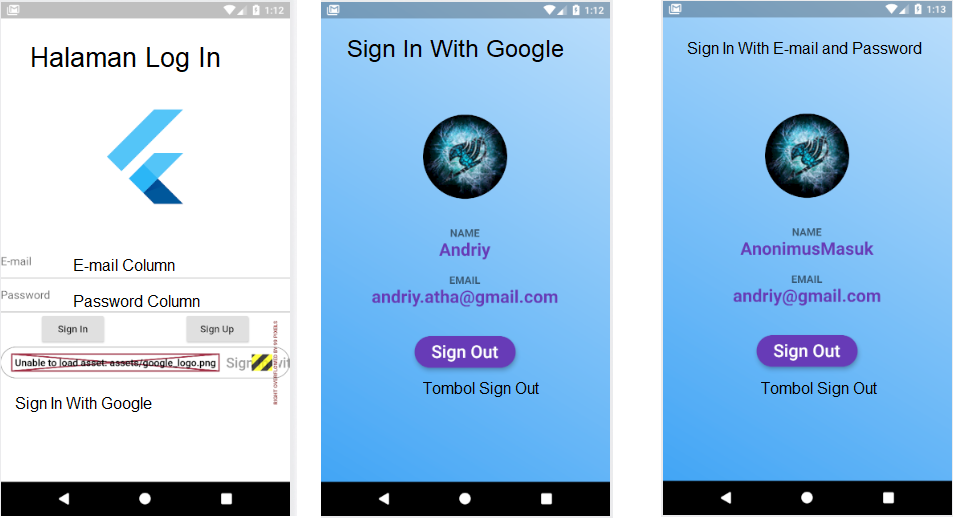 1:12
Halaman Log In
E-mail
E-mail Column
Password
Password Column
Sign In
Sign Up
Unable to load asset: assets/google_logo.png
Sign
wit
RIGHT OVERFLOWED BY 99 PIXELS
Sign In With Google
1:12
Sign In With Google
NAME
Andriy
EMAIL
andriy.atha@gmail.com
Sign Out
Tombol Sign Out
1:13
Sign In With E-mail and Password
NAME
AnonimusMasuk
EMAIL
andriy@gmail.com
Sign Out
Tombol Sign Out